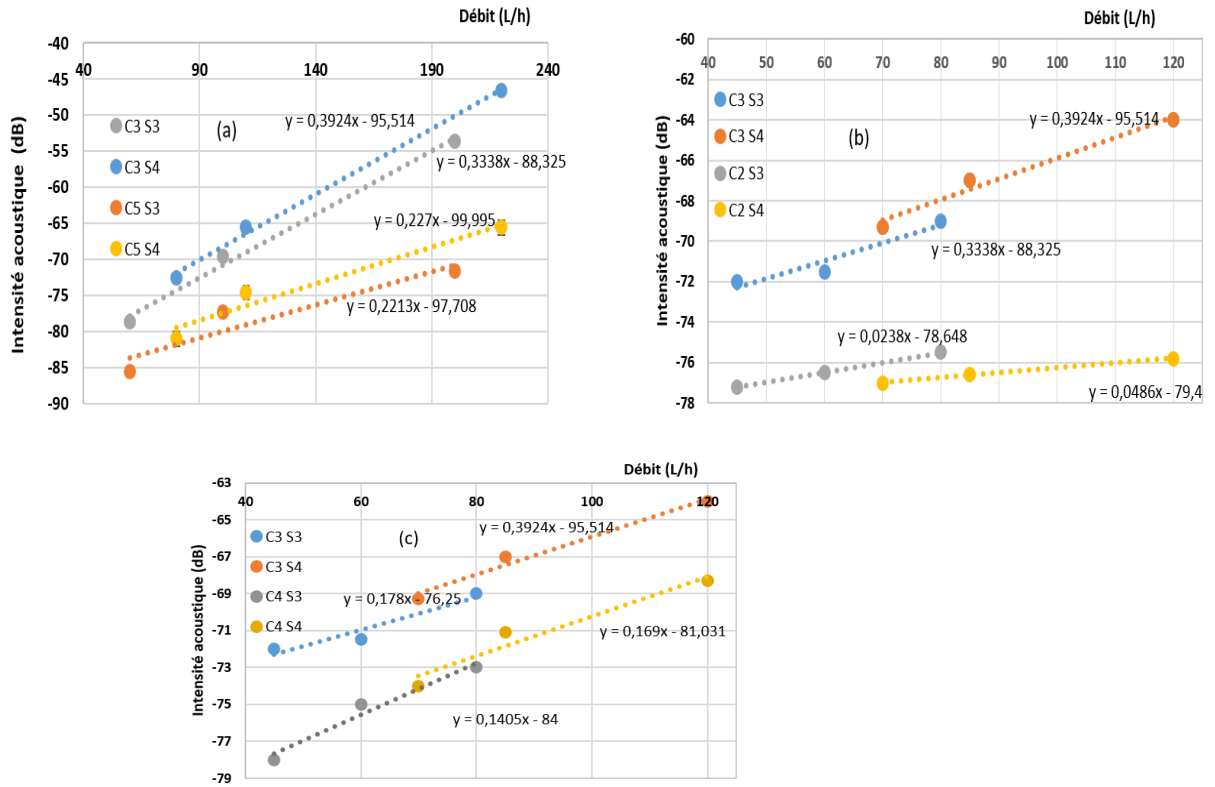 Débit (L/h)
-40
40 90 140 190 240
-45
-50
-55
-60
-65
-70
-75
-80
-85
-90
Intensité acoustique (dB)
C3 S3
C3 S4
C5 S3
C5 S4
(a)
y = 0,3924x - 95,514
y = 0,3338x - 88,325
y = 0,227x - 99,995
y = 0,2213x - 97,708
Débit (L/h)
-60
40 50 60 70 80 90 100 110 120
-62
-64
-66
-68
-70
-72
-74
-76
-78
Intensité acoustique (dB)
C3 S3
C3 S4
C2 S3
C2 S4
(b)
y = 0,3924x - 95,514
y = 0,3338x - 88,325
y = 0,0238x - 78,648
y = 0,0486x - 79,4
Débit (L/h)
-63
40 60 80 100 120
-65
-67
-69
-71
-73
-75
-77
-79
Intensité acoustique (dB)
C3 S3
C3 S4
C4 S3
C4 S4
(c)
y = 0,3924x - 95,514
y = 0,178x - 76,25
y = 0,169x - 81,031
y = 0,1405x - 84